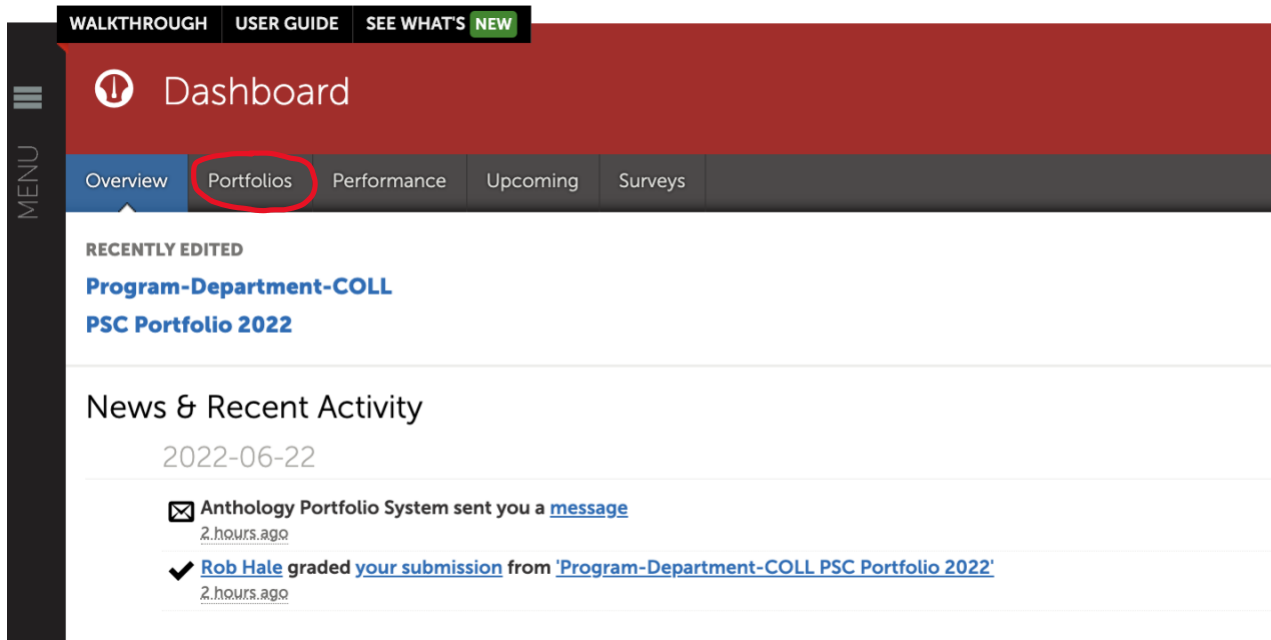 WALKTHROUGH USER GUIDE SEE WHAT'S NEW
Dashboard
MENU
Overview Portfolios Performance Upcoming Surveys
RECENTLY EDITED
Program-Department-COLL
PSC Portfolio 2022
News & Recent Activity
2022-06-22
Anthology Portfolio System sent you a message
2 hours ago
Rob Hale graded your submission from 'Program-Department-COLL PSC Portfolio 2022'
2 hours ago